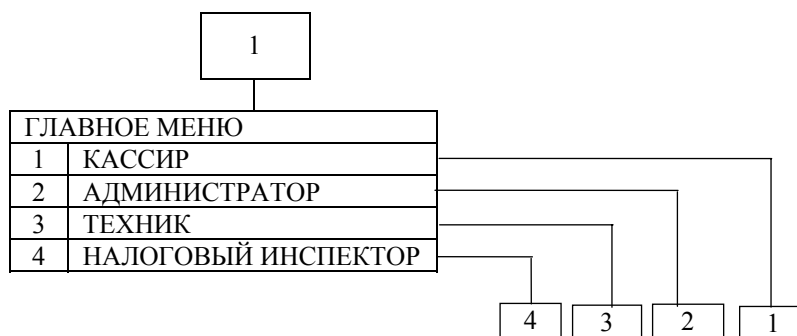 1
ГЛАВНОЕ МЕНЮ
1 КАССИР
2 АДМИНИСТРАТОР
3 ТЕХНИК
4 НАЛОГОВЫЙ ИНСПЕКТОР
4 3 2 1